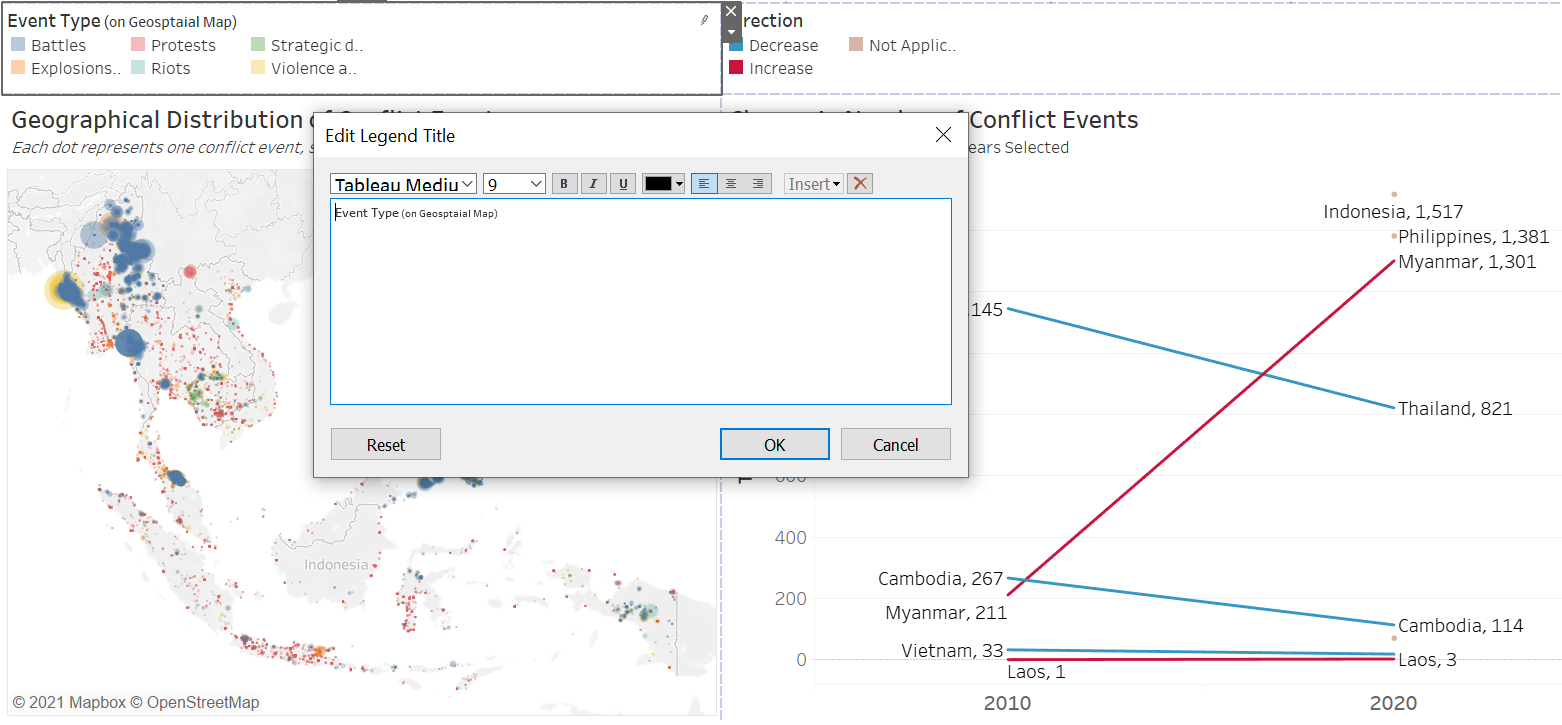 Event Type (on Geosptaial Map)
Battles Protests Strategic d..
Explosions.. Riots Violence a..
rection
Decrease Not Applic..
Increase
Geographical Distribution of Conflict Event
Each dot represents one conflict event, s
Conflict Events
ears Selected
Edit Legend Title
Tableau Mediu 9 B I U Insert
Event Type (on Geosptaial Map)
Reset OK Cancel
Indonesia, 1,517
Philippines, 1,381
Myanmar, 1,301
.145
Thailand, 821
600
400
200
0
Cambodia, 267
Myanmar, 211
Vietnam, 33
Laos, 1
Cambodia, 114
Laos, 3
2010 2020
Indonesia
© 2021 Mapbox © OpenStreetMap